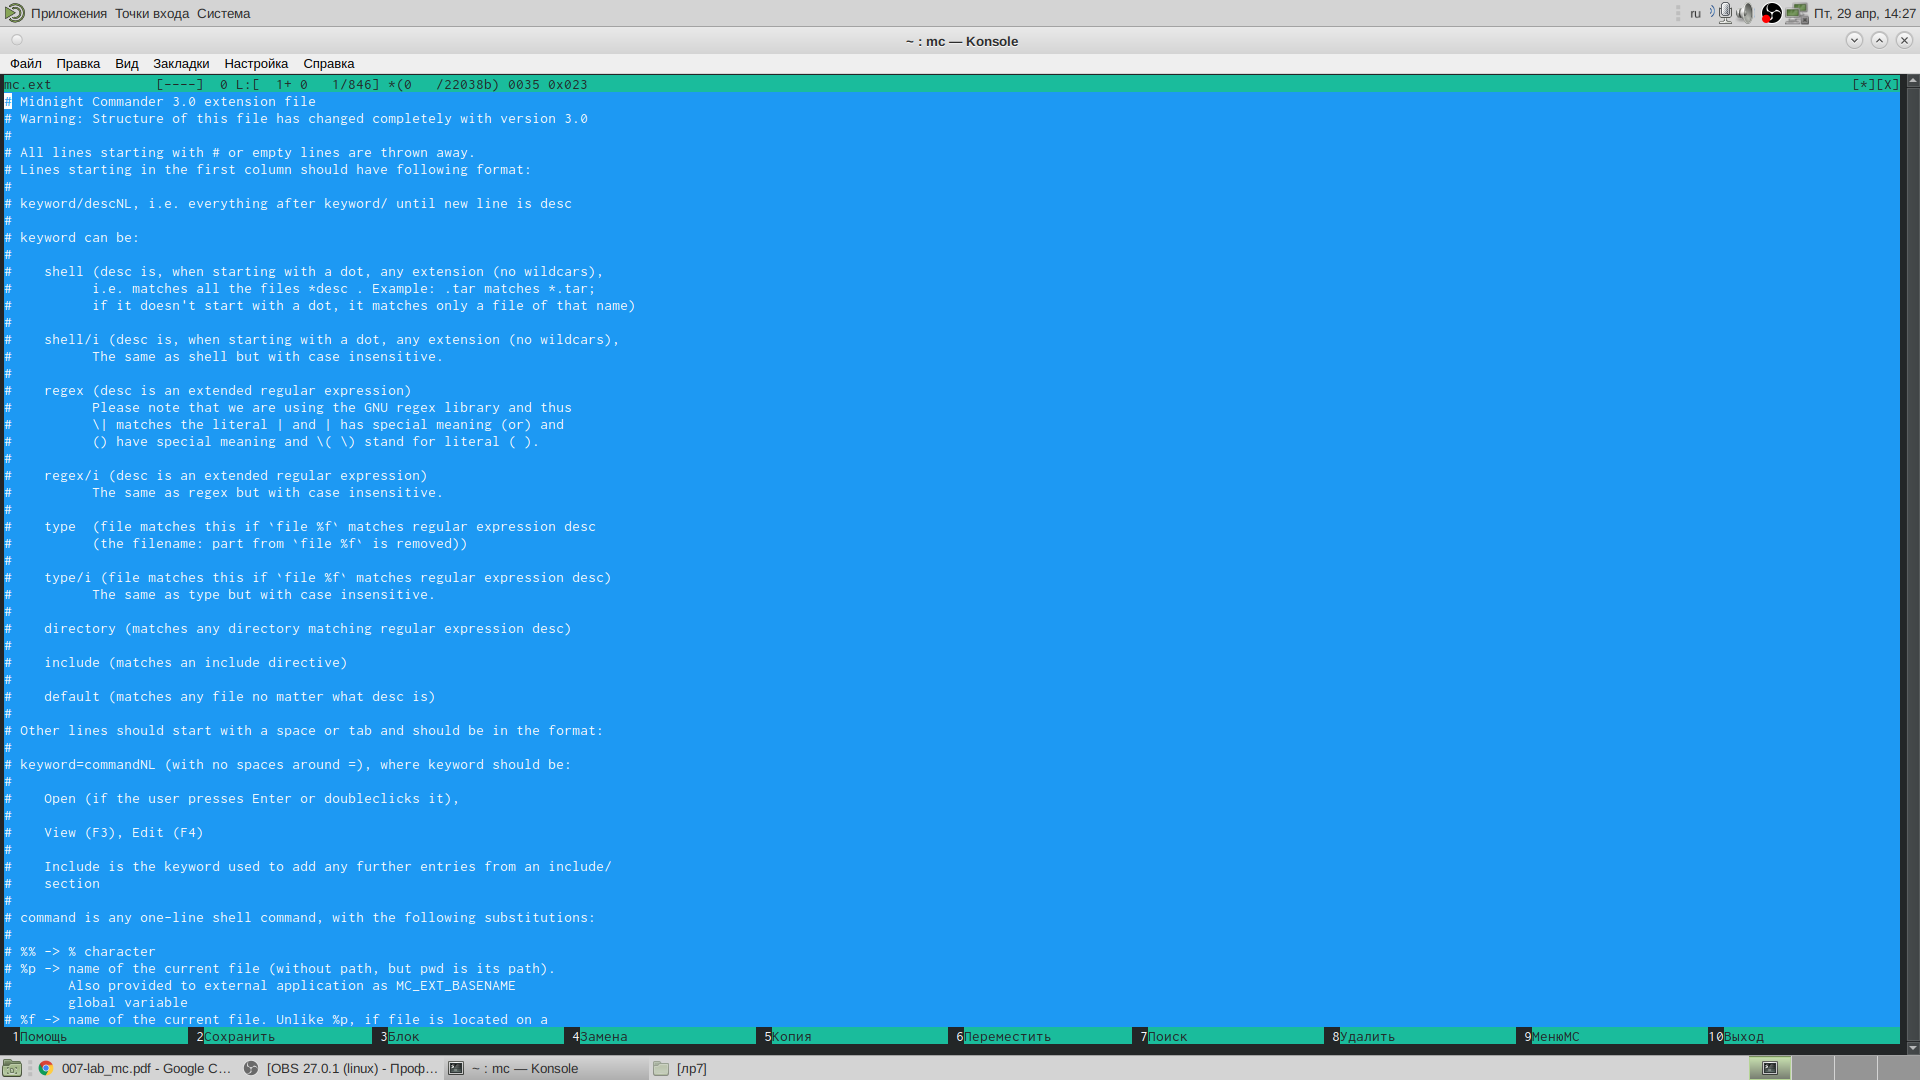 Приложения Точки входа Система
ru Пт, 29 апр, 14:27
~ : mc — Konsole
Файл Правка Вид Закладки Настройка Справка
mc.ext             [----]  0 L:[  1+ 0   1/846] *(0   /22038b) 0035 0x023 [*][X]
# Midnight Commander 3.0 extension file
# Warning: Structure of this file has changed completely with version 3.0
#
# All lines starting with # or empty lines are thrown away.
# Lines starting in the first column should have following format:
#
# keyword/descNL, i.e. everything after keyword/ until new line is desc
#
# keyword can be:
#
#    shell (desc is, when starting with a dot, any extension (no wildcars),
#          i.e. matches all the files *desc . Example: .tar matches *.tar;
#          if it doesn't start with a dot, it matches only a file of that name)
#
#    shell/i (desc is, when starting with a dot, any extension (no wildcars),
#          The same as shell but with case insensitive.
#
#    regex (desc is an extended regular expression)
#          Please note that we are using the GNU regex library and thus
#          \| matches the literal | and | has special meaning (or) and
#          () have special meaning and \( \) stand for literal ( ).
#
#    regex/i (desc is an extended regular expression)
#          The same as regex but with case insensitive.
#
#    type  (file matches this if `file %f` matches regular expression desc
#          (the filename: part from `file %f` is removed))
#
#    type/i (file matches this if `file %f` matches regular expression desc)
#          The same as type but with case insensitive.
#
#    directory (matches any directory matching regular expression desc)
#
#    include (matches an include directive)
#
#    default (matches any file no matter what desc is)
#
# Other lines should start with a space or tab and should be in the format:
#
# keyword=commandNL (with no spaces around =), where keyword should be:
#
#    Open (if the user presses Enter or doubleclicks it),
#
#    View (F3), Edit (F4)
#
#    Include is the keyword used to add any further entries from an include/
#    section
#
# command is any one-line shell command, with the following substitutions:
#
# %% -> % character
# %p -> name of the current file (without path, but pwd is its path).
#       Also provided to external application as MC_EXT_BASENAME
#       global variable
# %f -> name of the current file. Unlike %p, if file is located on a
1Помощь 2Сохранить 3Блок 4Замена 5Копия 6Переместить 7Поиск 8Удалить 9МенюMC 10Выход
007-lab_mc.pdf - Google C... [OBS 27.0.1 (linux) - Проф... ~ : mc — Konsole [лр7]